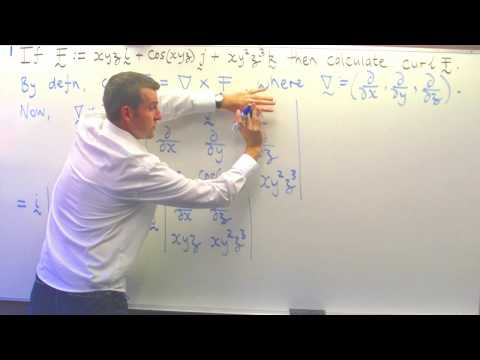 If F := xyz i + cos(xyz) j + xy²z³ k then calculate curl F.
By defn, = ∇ × F where ∇ = (∂/∂x, ∂/∂y, ∂/∂z).
Now, ∇
∂/∂x ∂/∂y ∂z
xy²z³
= i | ∂/∂x ∂/∂z |
xyz xy²z³